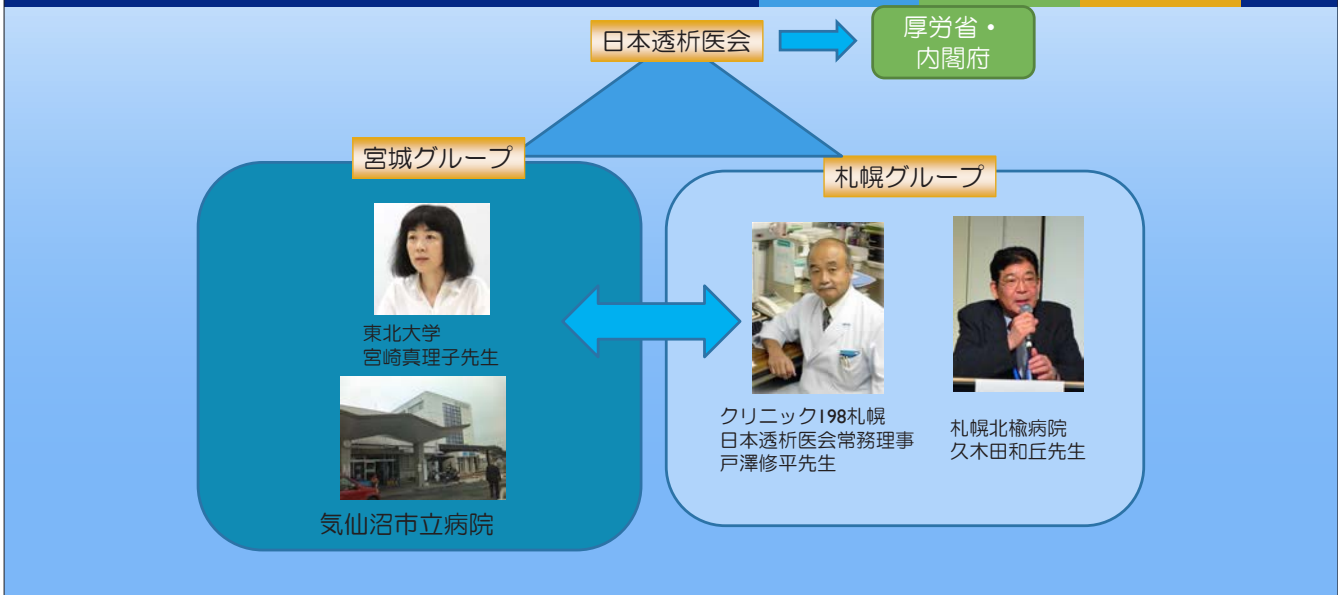 日本透析医会
厚労省・
内閣府
宮城グループ
札幌グループ
東北大学
宮崎真理子先生
気仙沼市立病院
クリニック198札幌
日本透析医会常務理事
戸澤修平先生
札幌北楡病院
久木田和丘先生